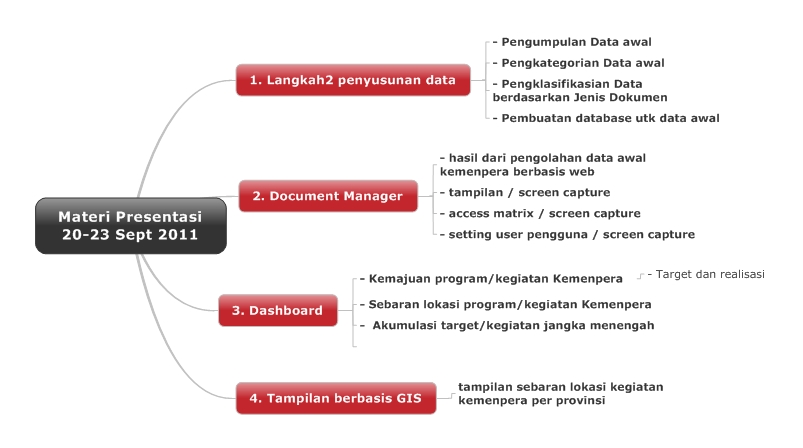 Materi Presentasi
20-23 Sept 2011
1. Langkah2 penyusunan data
- Pengumpulan Data awal
- Pengkategorian Data awal
- Pengklasifikasian Data
berdasarkan Jenis Dokumen
- Pembuatan database utk data awal
2. Document Manager
- hasil dari pengolahan data awal
kemenpera berbasis web
- tampilan / screen capture
- access matrix / screen capture
- setting user pengguna / screen capture
3. Dashboard
- Kemajuan program/kegiatan Kemenpera
- Target dan realisasi
- Sebaran lokasi program/kegiatan Kemenpera
- Akumulasi target/kegiatan jangka menengah
4. Tampilan berbasis GIS
tampilan sebaran lokasi kegiatan
kemenpera per provinsi